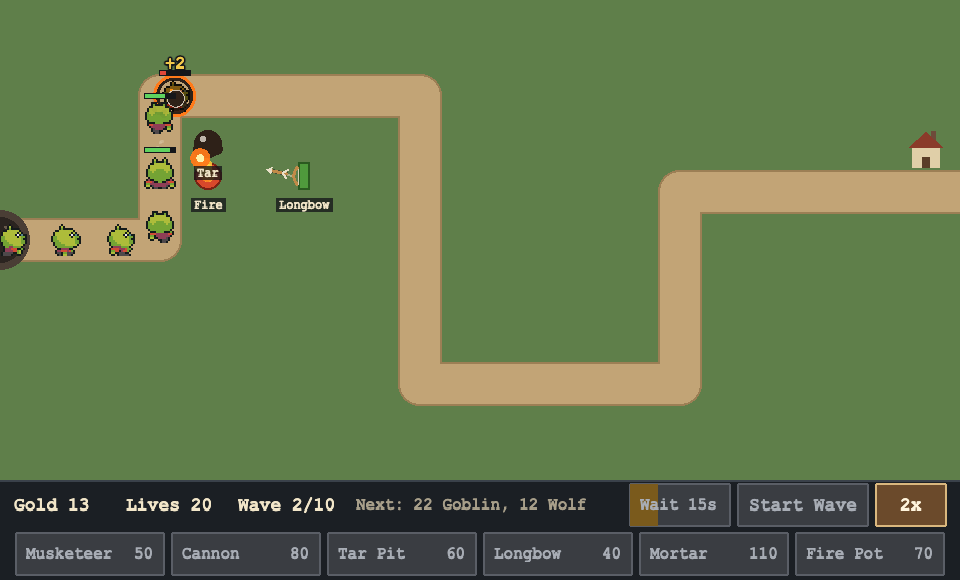 +2
Tar
Fire
Longbow
Gold 13 Lives 20 Wave 2/10 Next: 22 Goblin, 12 Wolf Wait 15s Start Wave 2x
Musketeer 50 Cannon 80 Tar Pit 60 Longbow 40 Mortar 110 Fire Pot 70